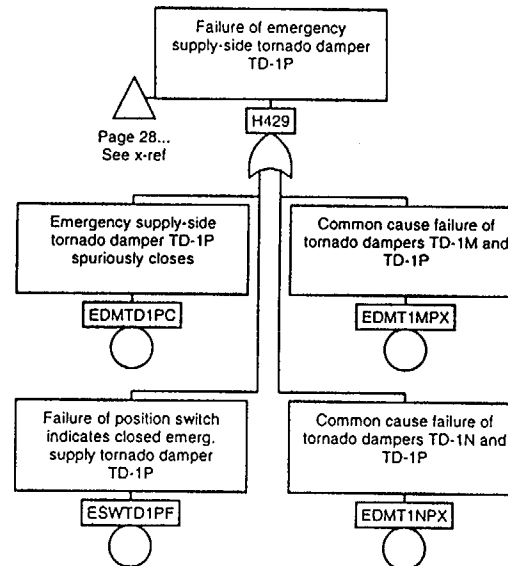 Failure of emergency
supply-side tornado damper
TD-1P
H429
Page 28...
See x-ref
Emergency supply-side
tornado damper TD-1P
spuriously closes
EDMTD1PC
Common cause failure of
tornado dampers TD-1M and
TD-1P
EDMT1MPX
Failure of position switch
indicates closed emerg.
supply tornado damper
TD-1P
ESWTD1PF
Common cause failure of
tornado dampers TD-1N and
TD-1P
EDMT1NPX